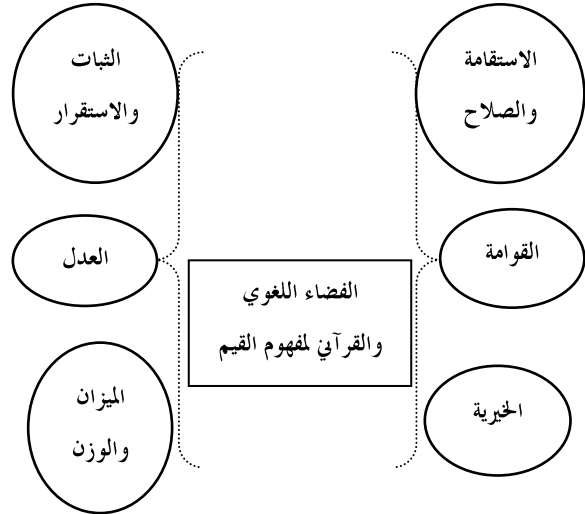 الاستقامة
والصلاح
القوامة
الخيرية
الفضاء اللغوي
والقرآني لمفهوم القيم
الثبات
والاستقرار
العدل
الميزان
والوزن